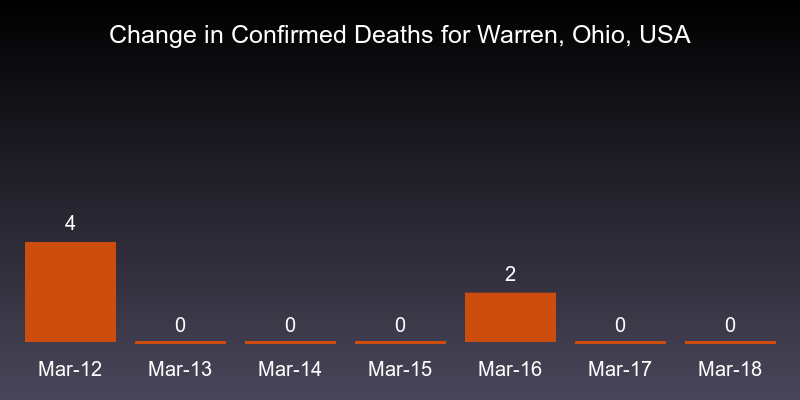 Change in Confirmed Deaths for Warren, Ohio, USA
4
0
0
0
2
0
0
Mar-12
Mar-13
Mar-14
Mar-15
Mar-16
Mar-17
Mar-18